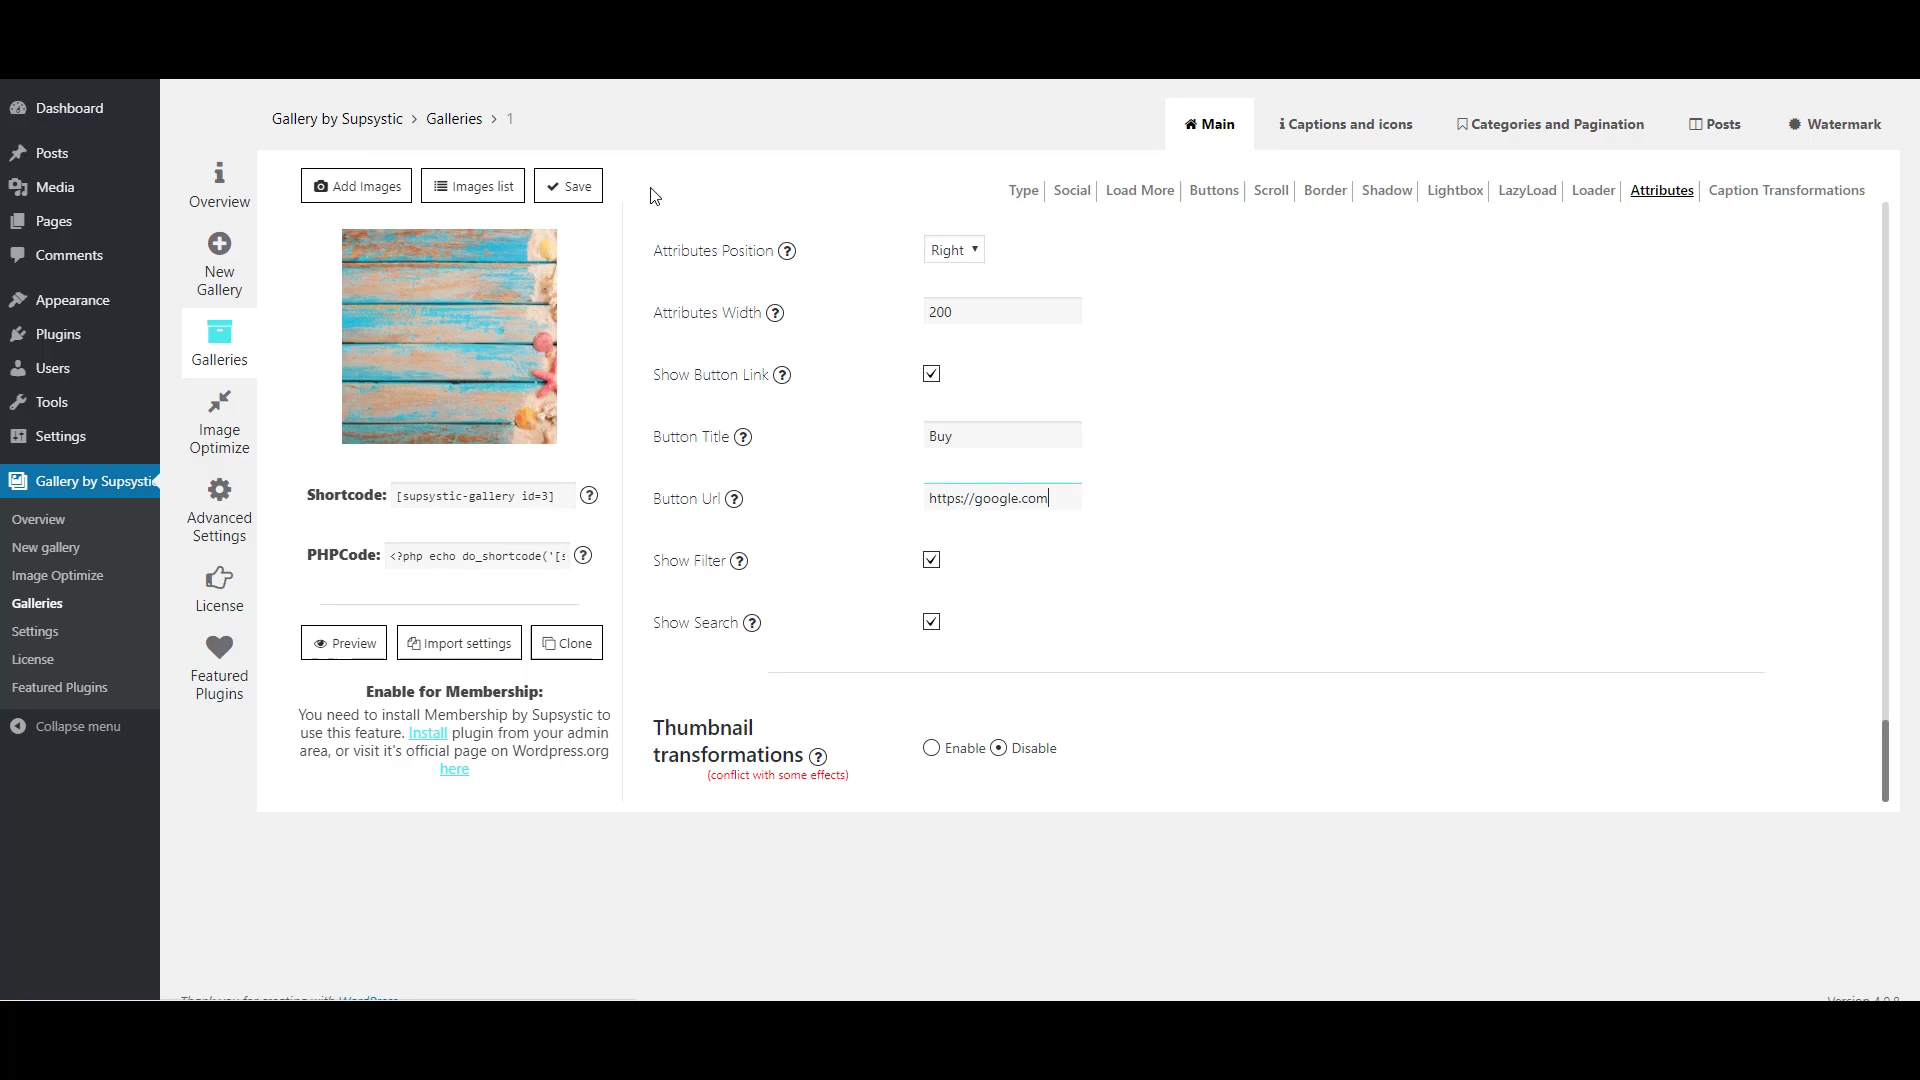 Dashboard
Posts
Media
Pages
Comments
Appearance
Plugins
Users
Tools
Settings
Gallery by Supsystic
Overview
New gallery
Image Optimize
Galleries
Settings
License
Featured Plugins
Collapse menu
Overview
New
Gallery
Galleries
Image
Optimize
Advanced
Settings
License
Featured
Plugins
Gallery by Supsystic > Galleries > 1
Main
Captions and icons
Categories and Pagination
Posts
Watermark
Add Images
Images list
Save
Type
Social
Load More
Buttons
Scroll
Border
Shadow
Lightbox
LazyLoad
Loader
Attributes
Caption Transformations
Shortcode: [supsystic-gallery id=3] ?
PHPCode: <?php echo do_shortcode('[s ?
Preview
Import settings
Clone
Enable for Membership:
You need to install Membership by Supsystic to
use this feature. Install plugin from your admin
area, or visit it's official page on Wordpress.org
here
Attributes Position ? Right
Attributes Width ? 200
Show Button Link ?
Button Title ? Buy
Button Url ? https://google.com
Show Filter ?
Show Search ?
Thumbnail
transformations ?
(conflict with some effects)
Enable Disable
Thank you for creating with WordPress
Version 4.9.8